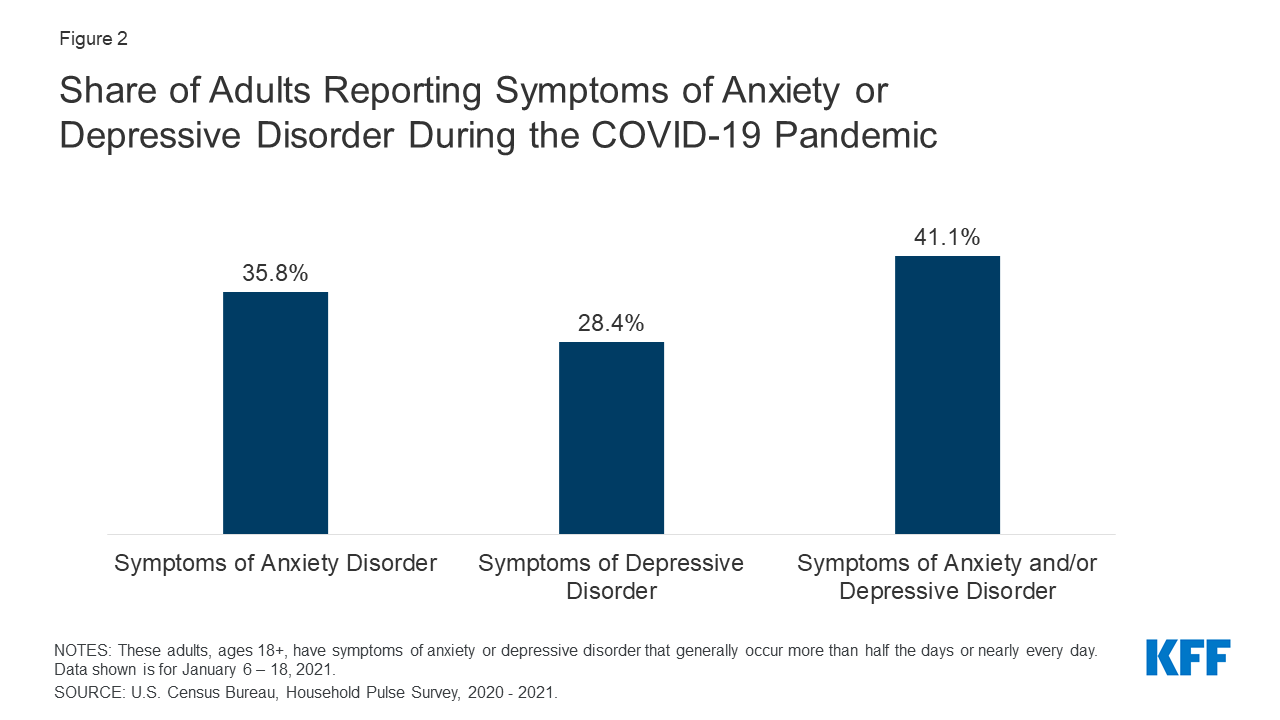 Figure 2
Share of Adults Reporting Symptoms of Anxiety or
Depressive Disorder During the COVID-19 Pandemic
35.8%
28.4%
41.1%
Symptoms of Anxiety Disorder
Symptoms of Depressive
Disorder
Symptoms of Anxiety and/or
Depressive Disorder
NOTES: These adults, ages 18+, have symptoms of anxiety or depressive disorder that generally occur more than half the days or nearly every day.
Data shown is for January 6 – 18, 2021.
SOURCE: U.S. Census Bureau, Household Pulse Survey, 2020 - 2021.
KFF